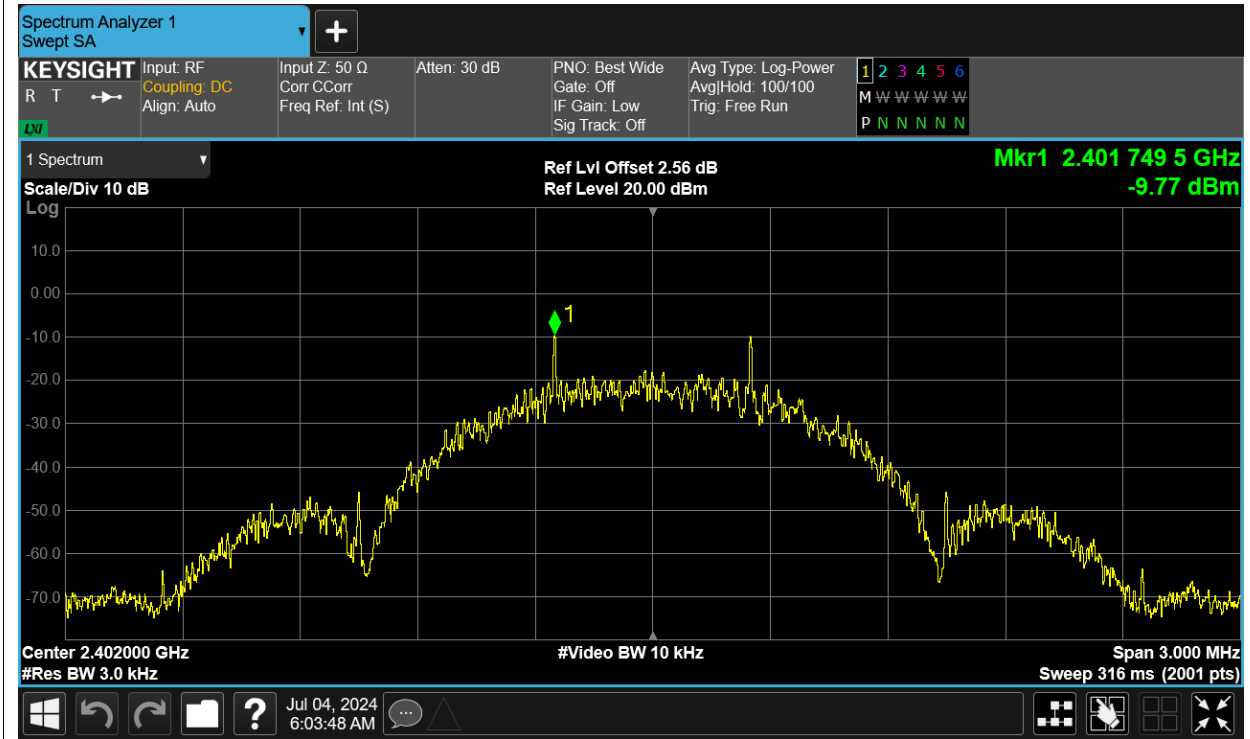 Spectrum Analyzer 1
Swept SA
+
KEYSIGHT
R T
LXI
Input: RF
Coupling: DC
Align: Auto
Input Z: 50 Ω
Corr CCorr
Freq Ref: Int (S)
Atten: 30 dB
PNO: Best Wide
Gate: Off
IF Gain: Low
Sig Track: Off
Avg Type: Log-Power
Avg|Hold: 100/100
Trig: Free Run
1 2 3 4 5 6
M W W W W W
P N N N N N
1 Spectrum
Scale/Div 10 dB
Log
Ref Lvl Offset 2.56 dB
Ref Level 20.00 dBm
Mkr1 2.401 749 5 GHz
-9.77 dBm
10.0
0.00
-10.0
-20.0
-30.0
-40.0
-50.0
-60.0
-70.0
1
Center 2.402000 GHz
#Res BW 3.0 kHz
#Video BW 10 kHz
Span 3.000 MHz
Sweep 316 ms (2001 pts)
?
Jul 04, 2024
6:03:48 AM